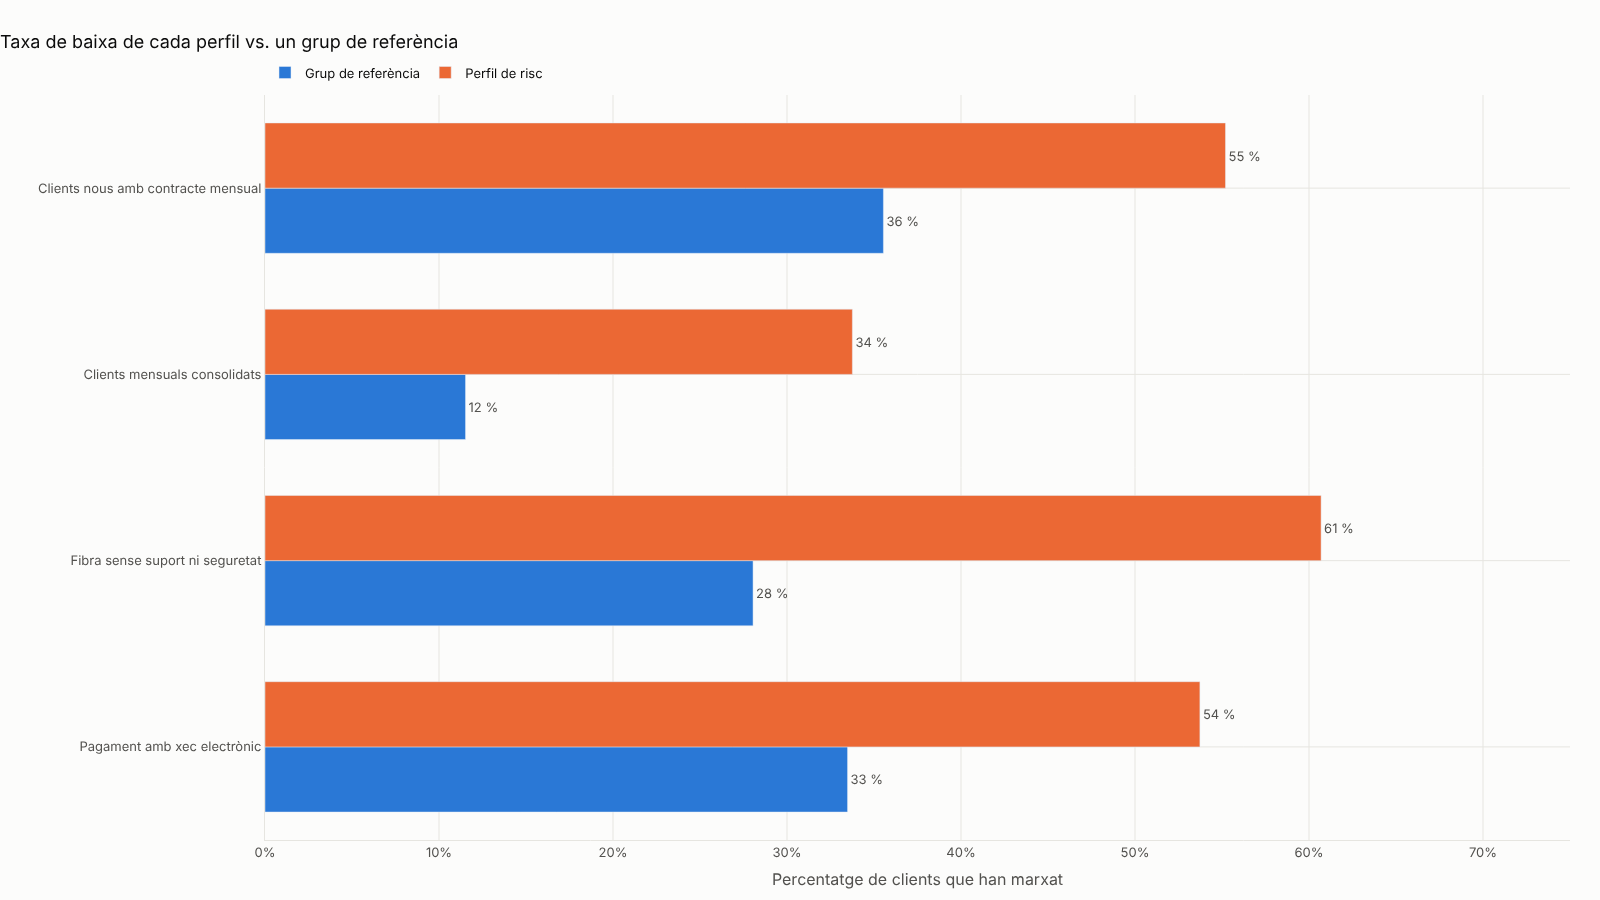 Taxa de baixa de cada perfil vs. un grup de referència
Grup de referència
Perfil de risc
Clients nous amb contracte mensual
55 %
36 %
Clients mensuals consolidats
34 %
12 %
Fibra sense suport ni seguretat
61 %
28 %
Pagament amb xec electrònic
54 %
33 %
0%
10%
20%
30%
40%
50%
60%
70%
Percentatge de clients que han marxat